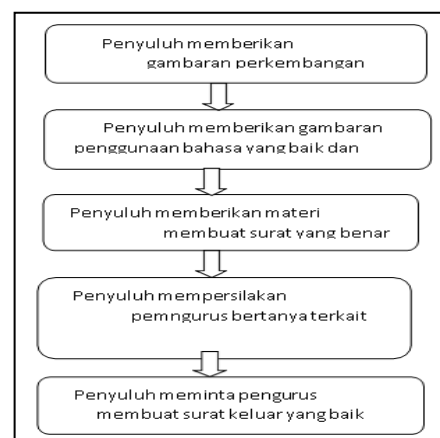 Penyuluh memberikan
gambaran perkembangan
Penyuluh memberikan gambaran
penggunaan bahasa yang baik dan
Penyuluh memberikan materi
membuat surat yang benar
Penyuluh mempersilakan
pemngurus bertanya terkait
Penyuluh meminta pengurus
membuat surat keluar yang baik